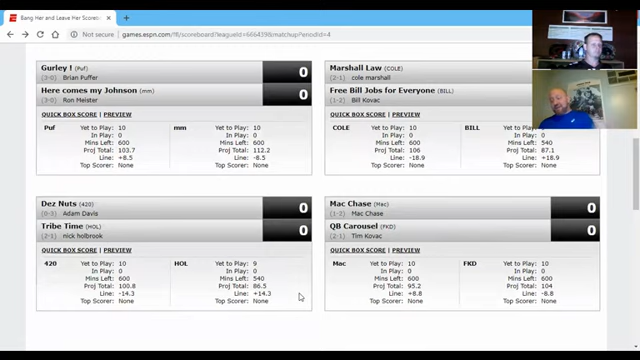 Bang Her and Leave Her Scoreb
Not secure | games.espn.com/ffl/scoreboard?leagueId=6664398&matchupPeriodId=4
Gurley ! (Puf)
(3-0) Brian Puffer
0
Here comes my Johnson (mm)
(3-0) Ron Meister
0
QUICK BOX SCORE | PREVIEW
Puf
Yet to Play: 10
In Play: 0
Mins Left: 600
Proj Total: 103.7
Line: +8.5
Top Scorer: None
mm
Yet to Play: 10
In Play: 0
Mins Left: 600
Proj Total: 112.2
Line: -8.5
Top Scorer: None
Marshall Law (COLE)
(2-1) cole marshall
Free Bill Jobs for Everyone (BILL)
(1-2) Bill Kovac
QUICK BOX SCORE | PREVIEW
COLE
Yet to Play: 10
In Play: 0
Mins Left: 600
Proj Total: 106
Line: -18.9
Top Scorer: None
BILL
In Play: 0
Mins Left: 540
Proj Total: 87.1
Line: +18.9
Top Scorer: None
Dez Nuts (420)
(0-3) Adam Davis
0
Tribe Time (HOL)
(2-1) nick holbrook
0
QUICK BOX SCORE | PREVIEW
420
Yet to Play: 10
In Play: 0
Mins Left: 600
Proj Total: 100.8
Line: -14.3
Top Scorer: None
HOL
Yet to Play: 9
In Play: 0
Mins Left: 540
Proj Total: 86.5
Line: +14.3
Top Scorer: None
Mac Chase (Mac)
(1-2) Mac Chase
0
QB Carousel (FKD)
(2-1) Tim Kovac
0
QUICK BOX SCORE | PREVIEW
Mac
Yet to Play: 10
In Play: 0
Mins Left: 600
Proj Total: 95.2
Line: +8.8
Top Scorer: None
FKD
Yet to Play: 10
In Play: 0
Mins Left: 600
Proj Total: 104
Line: -8.8
Top Scorer: None